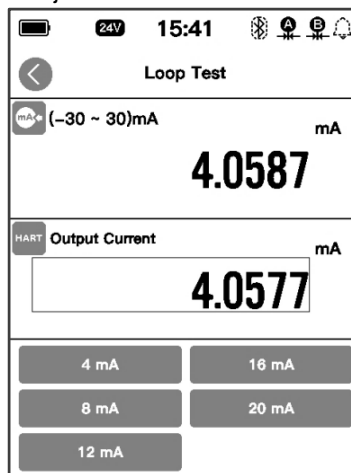 24V 15:41 A B
Loop Test
mA (-30 ~ 30)mA
mA
4.0587
HART Output Current
mA
4.0577
4 mA 16 mA
8 mA 20 mA
12 mA